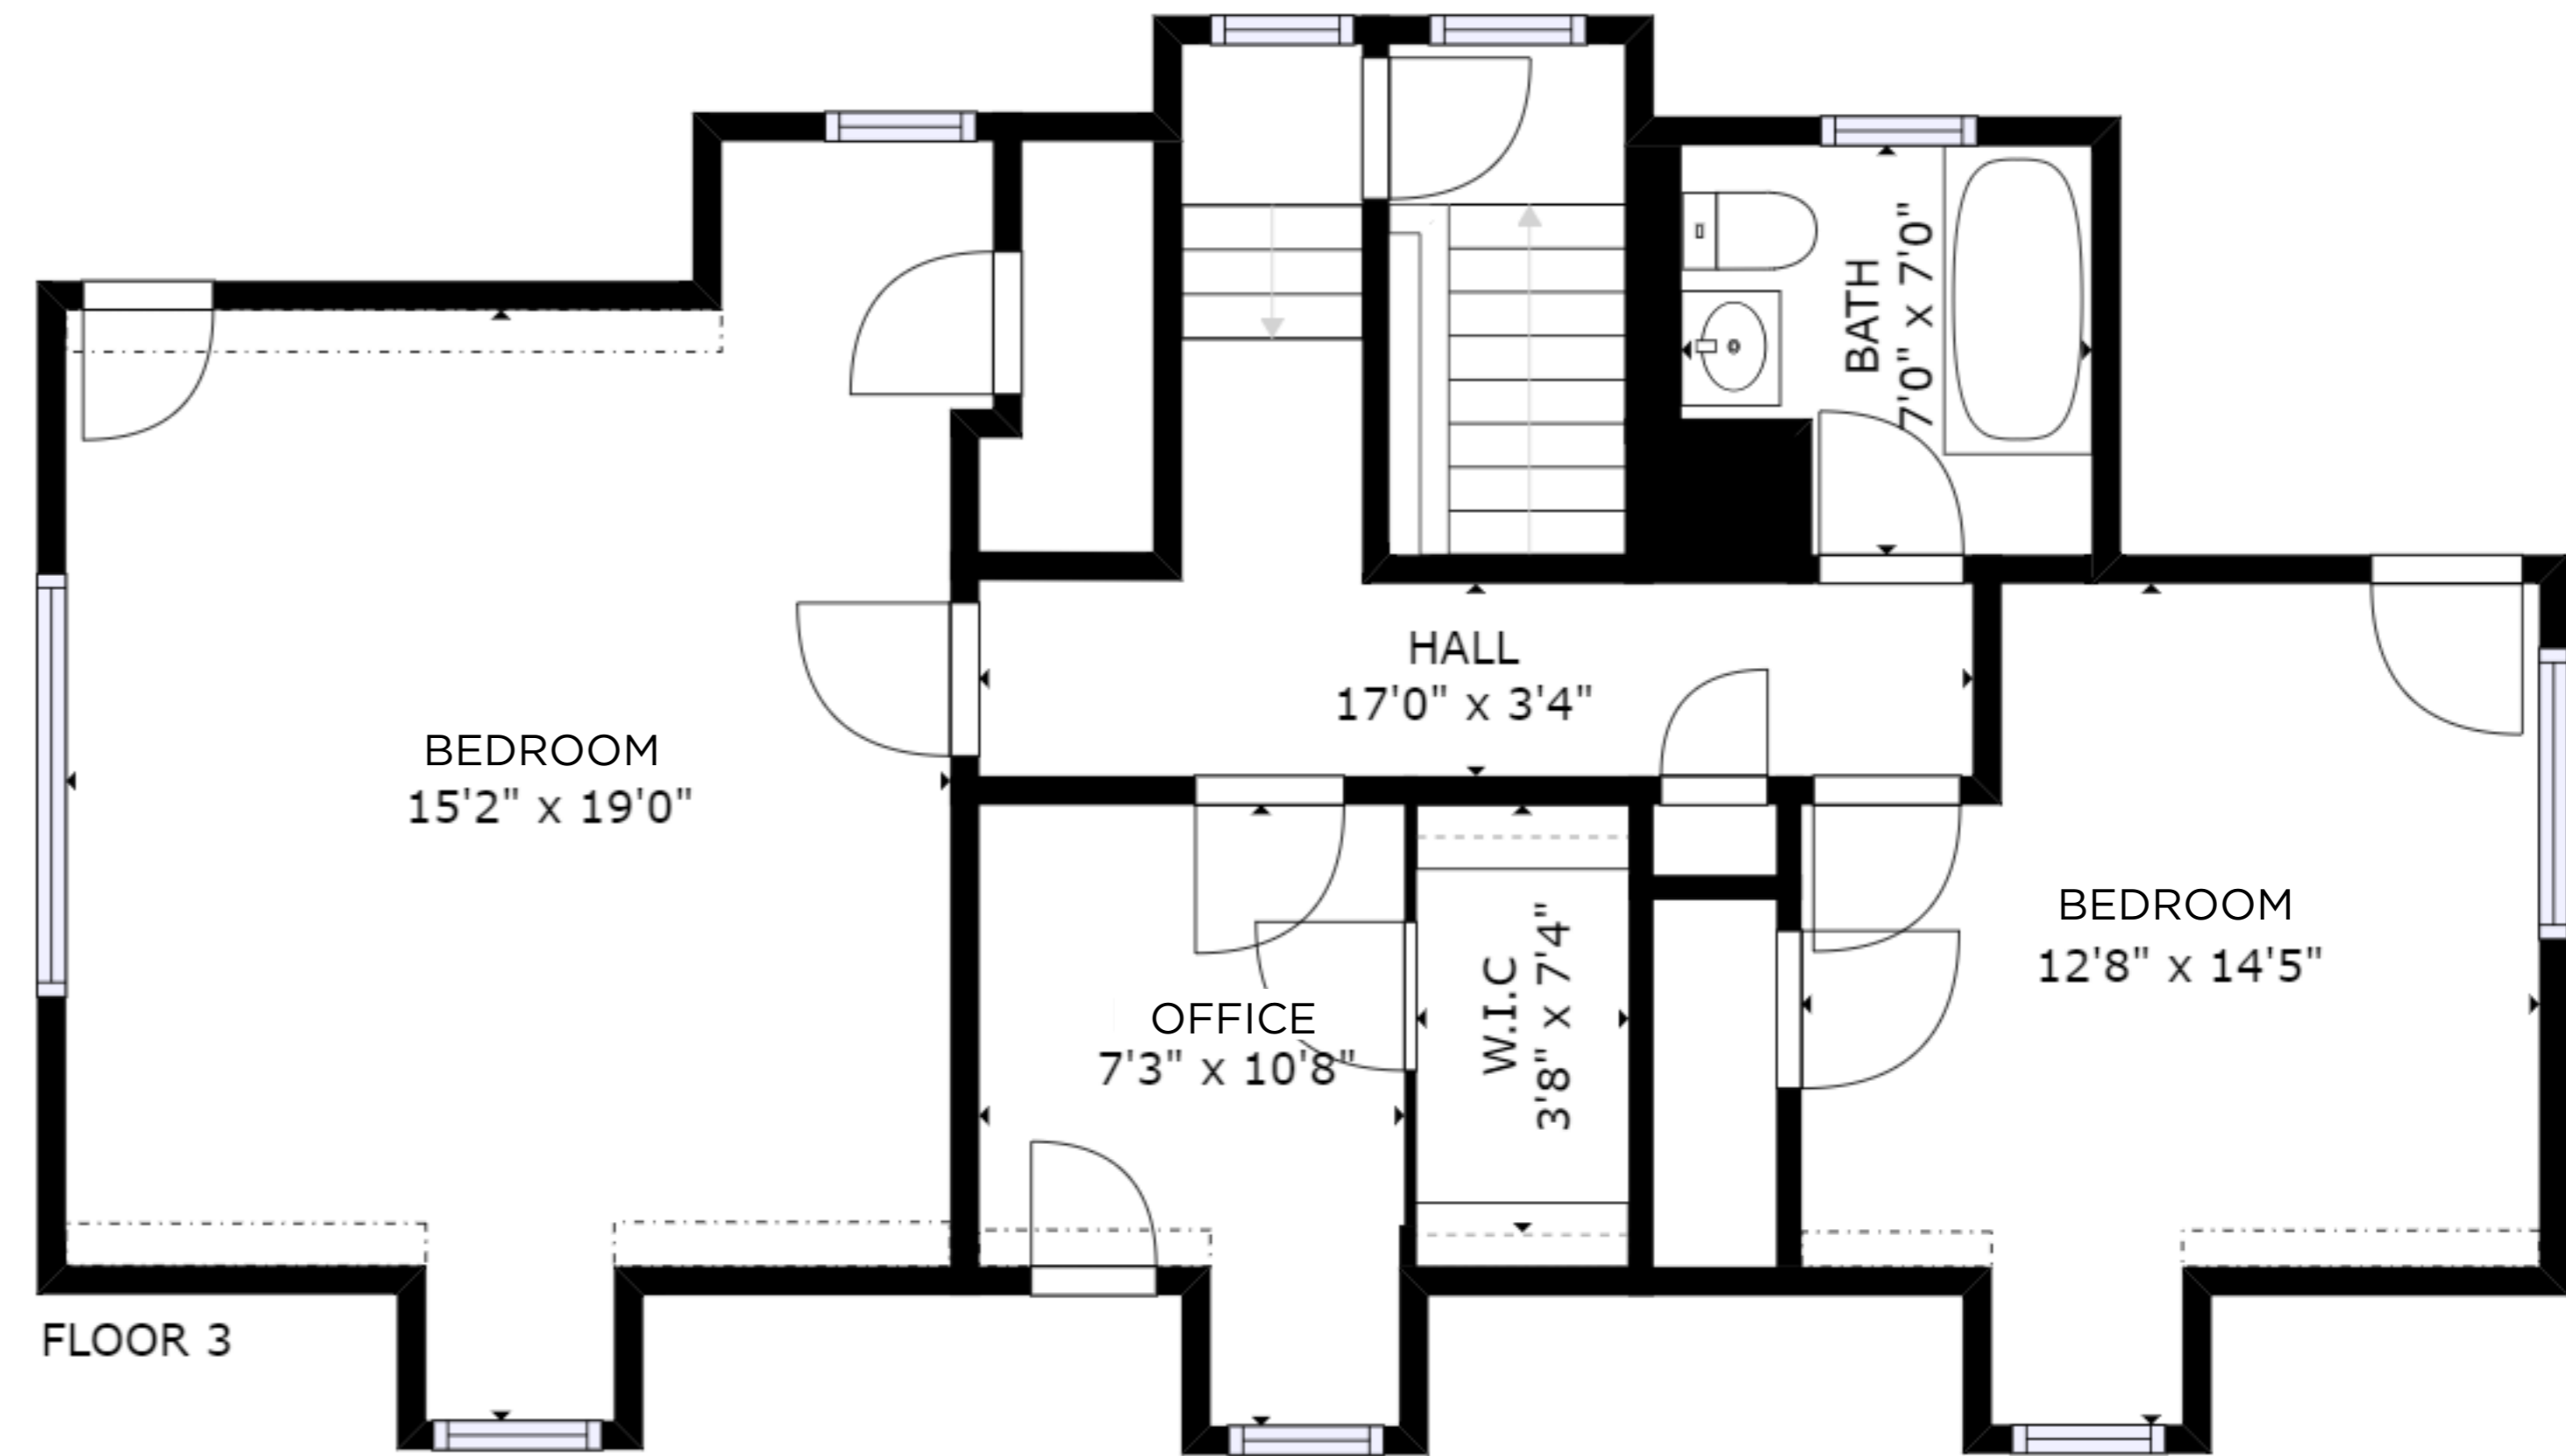 BATH
7'0" x 7'0"
HALL
17'0" x 3'4"
BEDROOM
15'2" x 19'0"
BEDROOM
12'8" x 14'5"
OFFICE
7'3" x 10'8"
W.I.C
3'8" x 7'4"
FLOOR 3